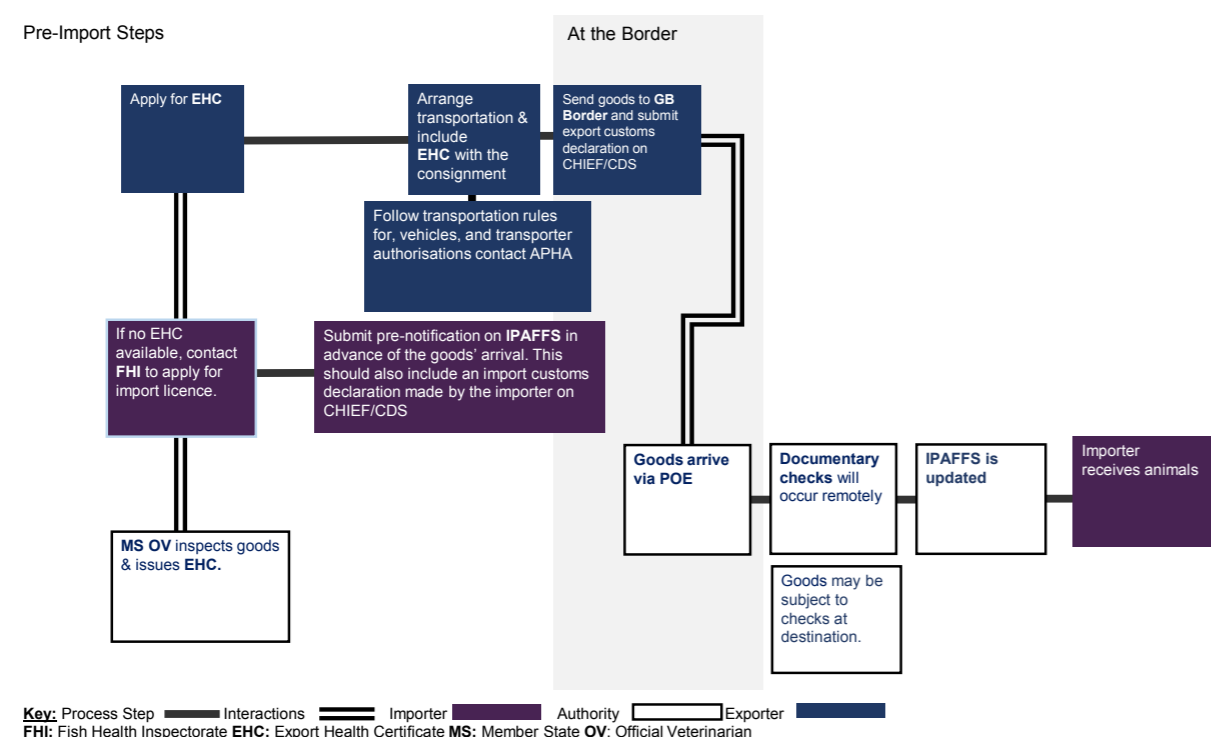 Pre-Import Steps
At the Border
Apply for EHC
Arrange
transportation &
include
EHC with the
consignment
Send goods to GB
Border and submit
export customs
declaration on
CHIEF/CDS
Follow transportation rules
for, vehicles, and transporter
authorisations contact APHA
If no EHC
available, contact
FHI to apply for
import licence.
Submit pre-notification on IPAFFS in
advance of the goods' arrival. This
should also include an import customs
declaration made by the importer on
CHIEF/CDS
MS OV inspects goods
& issues EHC.
Goods arrive
via POE
Documentary
checks will
occur remotely
IPAFFS is
updated
Importer
receives animals
Goods may be
subject to
checks at
destination.
Key: Process Step Interactions Importer Authority Exporter
FHI: Fish Health Inspectorate EHC: Export Health Certificate MS: Member State OV: Official Veterinarian